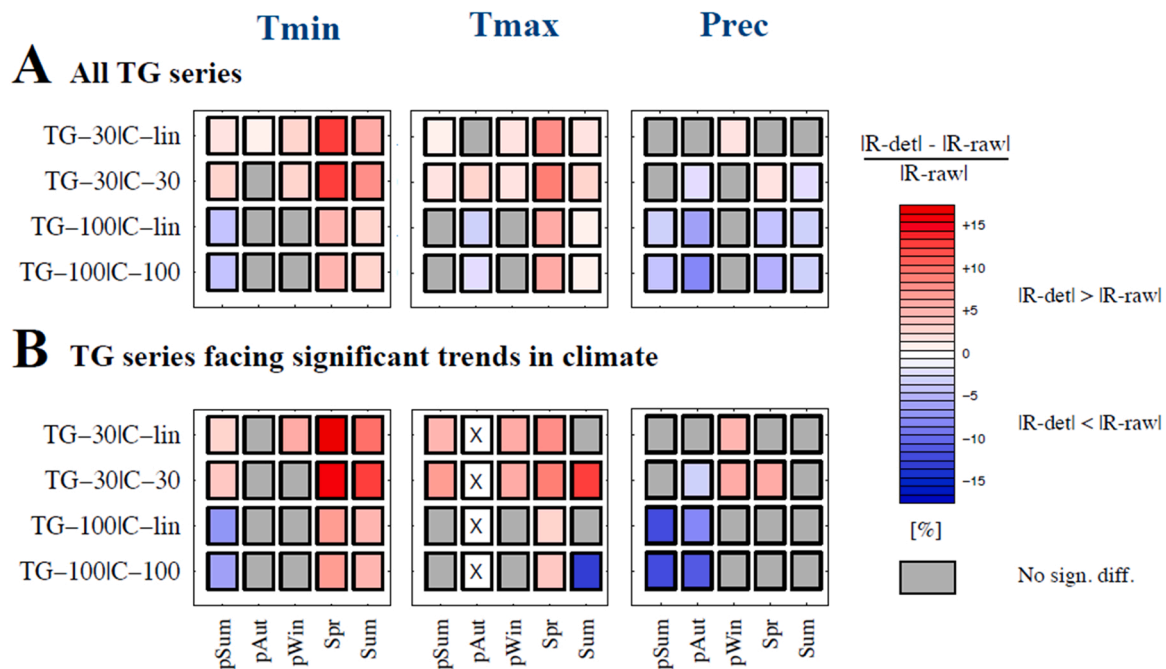 Tmin Tmax Prec
A All TG series
TG–30|C–lin
TG–30|C–30
TG–100|C–lin
TG–100|C–100
|R-det| - |R-raw|
|R-raw|
+15
+10
+5
0
−5
−10
−15
|R-det| > |R-raw|
|R-det| < |R-raw|
[%]
No sign. diff.
B TG series facing significant trends in climate
TG–30|C–lin
X
TG–30|C–30
X
TG–100|C–lin
X
TG–100|C–100
X
pSum pAut pWin Spr Sum pSum pAut pWin Spr Sum pSum pAut pWin Spr Sum